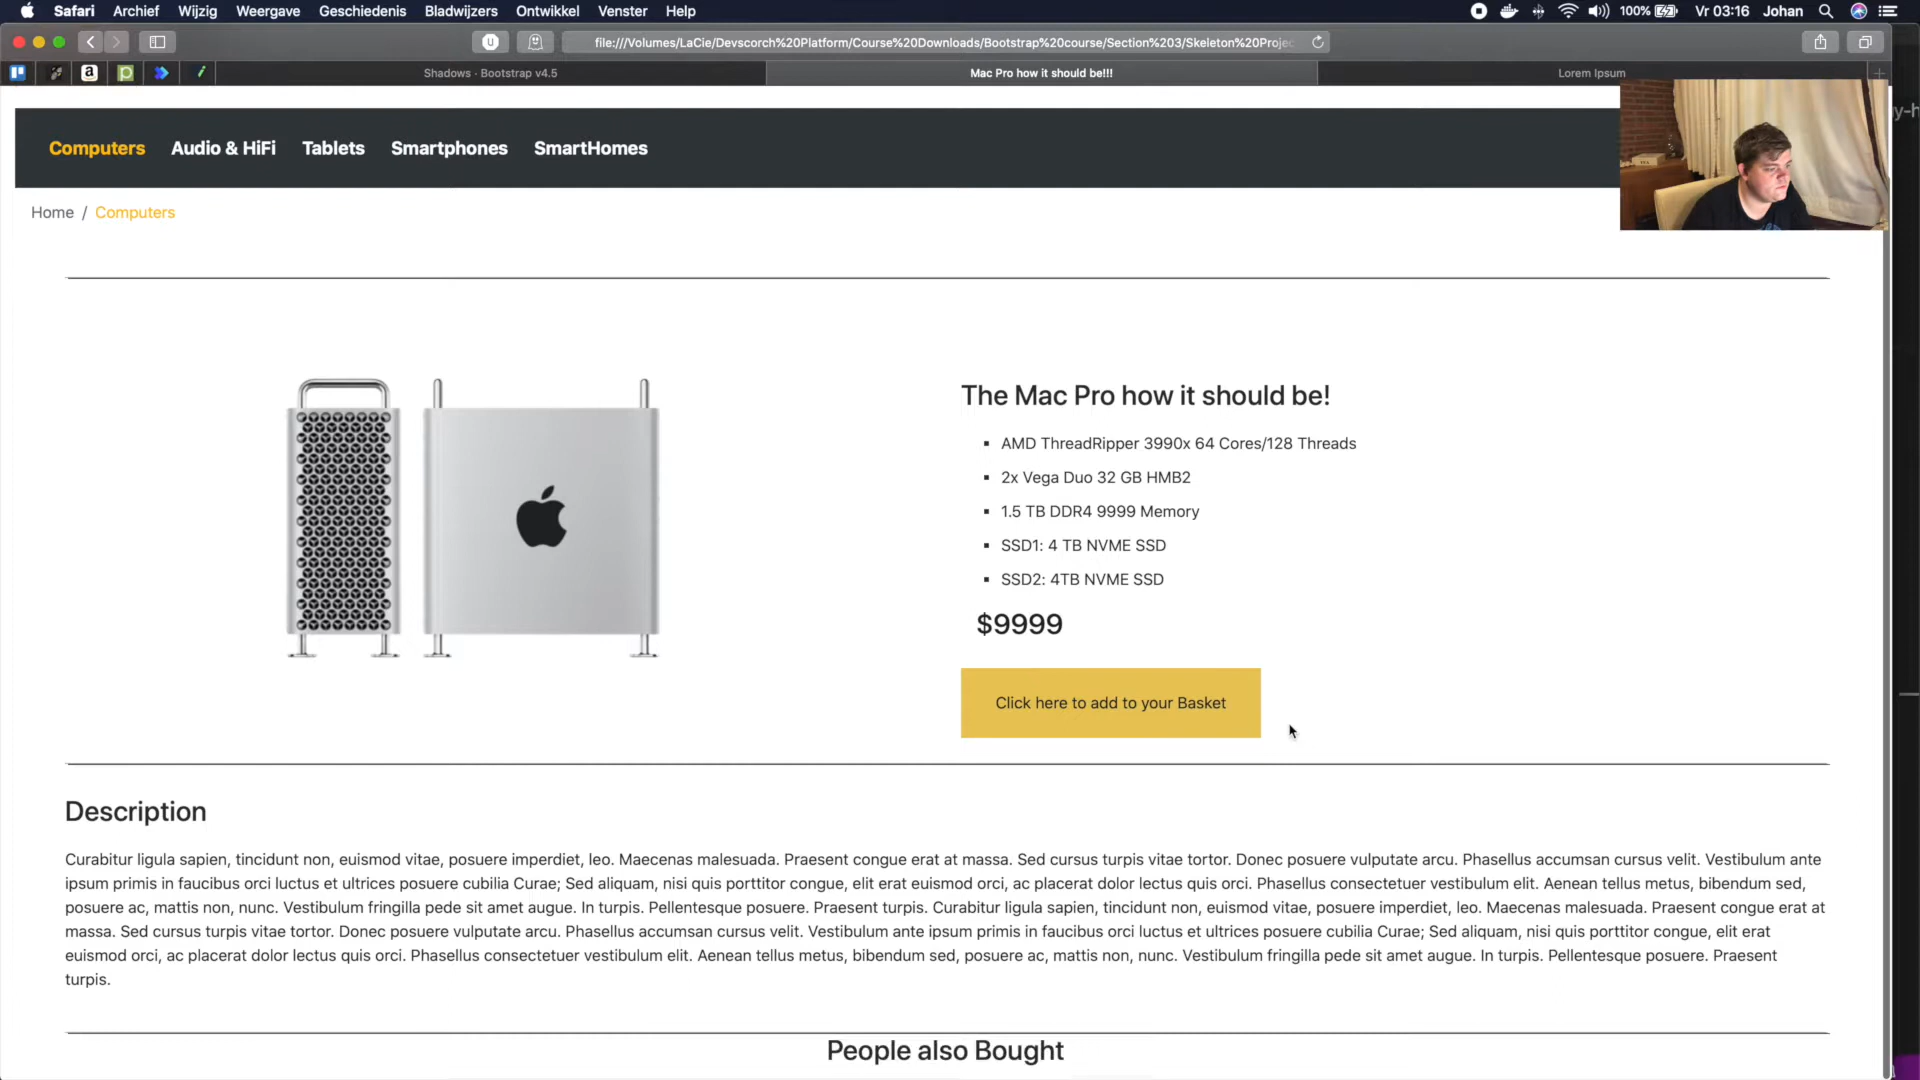 Safari Archief Wijzig Weergave Geschiedenis Bladwijzers Ontwikkel Venster Help 100% Vr 03:16 Johan
file:///Volumes/LaCie/Devscorch%20Platform/Course%20Downloads/Bootstrap%20course/Section%203/Skeleton%20Projec
Shadows · Bootstrap v4.5 Mac Pro how it should be!!! Lorem Ipsum
Computers Audio & HiFi Tablets Smartphones SmartHomes
Home / Computers
The Mac Pro how it should be!
AMD ThreadRipper 3990x 64 Cores/128 Threads
2x Vega Duo 32 GB HMB2
1.5 TB DDR4 9999 Memory
SSD1: 4 TB NVME SSD
SSD2: 4TB NVME SSD
$9999
Click here to add to your Basket
Description
Curabitur ligula sapien, tincidunt non, euismod vitae, posuere imperdiet, leo. Maecenas malesuada. Praesent congue erat at massa. Sed cursus turpis vitae tortor. Donec posuere vulputate arcu. Phasellus accumsan cursus velit. Vestibulum ante
ipsum primis in faucibus orci luctus et ultrices posuere cubilia Curae; Sed aliquam, nisi quis porttitor congue, elit erat euismod orci, ac placerat dolor lectus quis orci. Phasellus consectetuer vestibulum elit. Aenean tellus metus, bibendum sed,
posuere ac, mattis non, nunc. Vestibulum fringilla pede sit amet augue. In turpis. Pellentesque posuere. Praesent turpis. Curabitur ligula sapien, tincidunt non, euismod vitae, posuere imperdiet, leo. Maecenas malesuada. Praesent congue erat at
massa. Sed cursus turpis vitae tortor. Donec posuere vulputate arcu. Phasellus accumsan cursus velit. Vestibulum ante ipsum primis in faucibus orci luctus et ultrices posuere cubilia Curae; Sed aliquam, nisi quis porttitor congue, elit erat
euismod orci, ac placerat dolor lectus quis orci. Phasellus consectetuer vestibulum elit. Aenean tellus metus, bibendum sed, posuere ac, mattis non, nunc. Vestibulum fringilla pede sit amet augue. In turpis. Pellentesque posuere. Praesent
turpis.
People also Bought